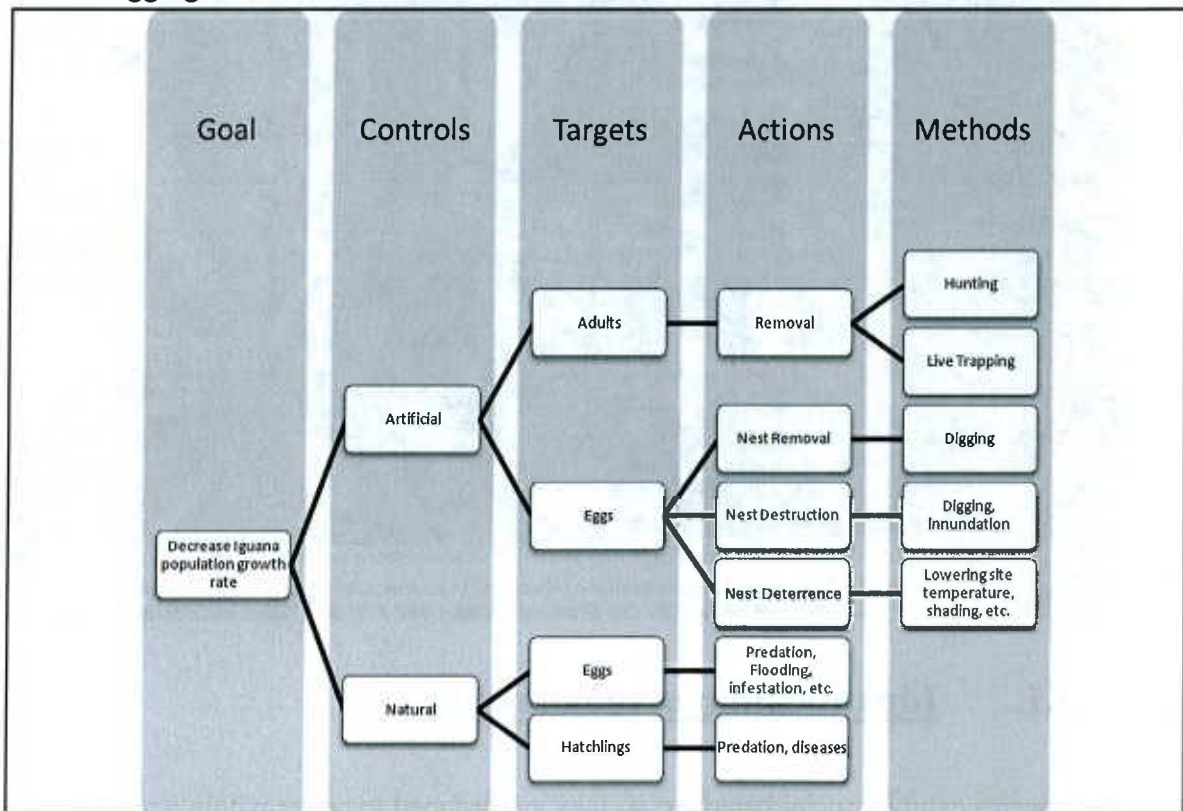 Goal
Controls
Targets
Actions
Methods
Hunting
Adults
Removal
Live Trapping
Artificial
Nest Removal
Digging
Eggs
Nest Destruction
Digging,
Innundation
Decrease Iguana
population growth
rate
Nest Deterrence
Lowering site
temperature,
shading, etc.
Eggs
Predation,
Flooding,
infestation, etc.
Natural
Hatchlings
Predation, diseases